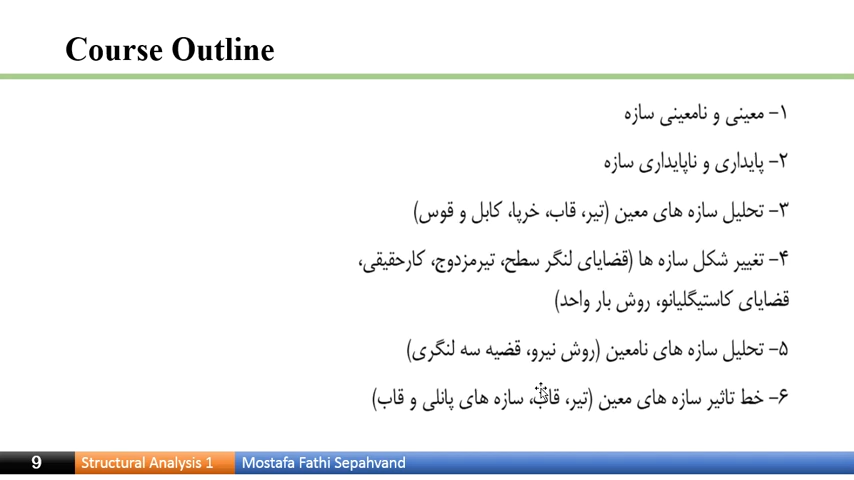 Course Outline
۱- معینی و نامعینی سازه
۲- پایداری و ناپایداری سازه
۳- تحلیل سازه های معین (تیر، قاب، خرپا، کابل و قوس)
۴- تغییر شکل سازه ها (قضایای لنگر سطح، تیرمزدوج، کارحقیقی،
قضایای کاستیگلیانو، روش بار واحد)
۵- تحلیل سازه های نامعین (روش نیرو، قضیه سه لنگری)
۶- خط تاثیر سازه های معین (تیر، قاب، سازه های پانلی و قاب)
9 Structural Analysis 1 Mostafa Fathi Sepahvand